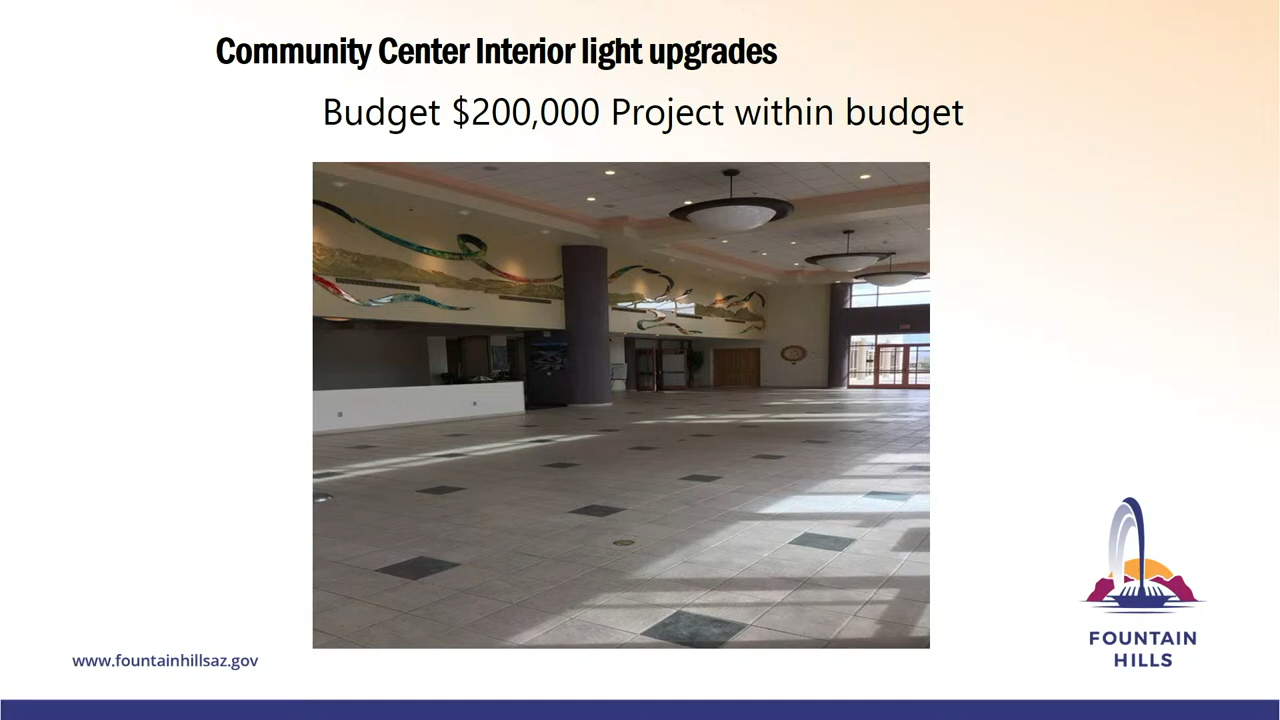 Community Center Interior light upgrades
Budget $200,000 Project within budget
FOUNTAIN
HILLS
www.fountainhillsaz.gov